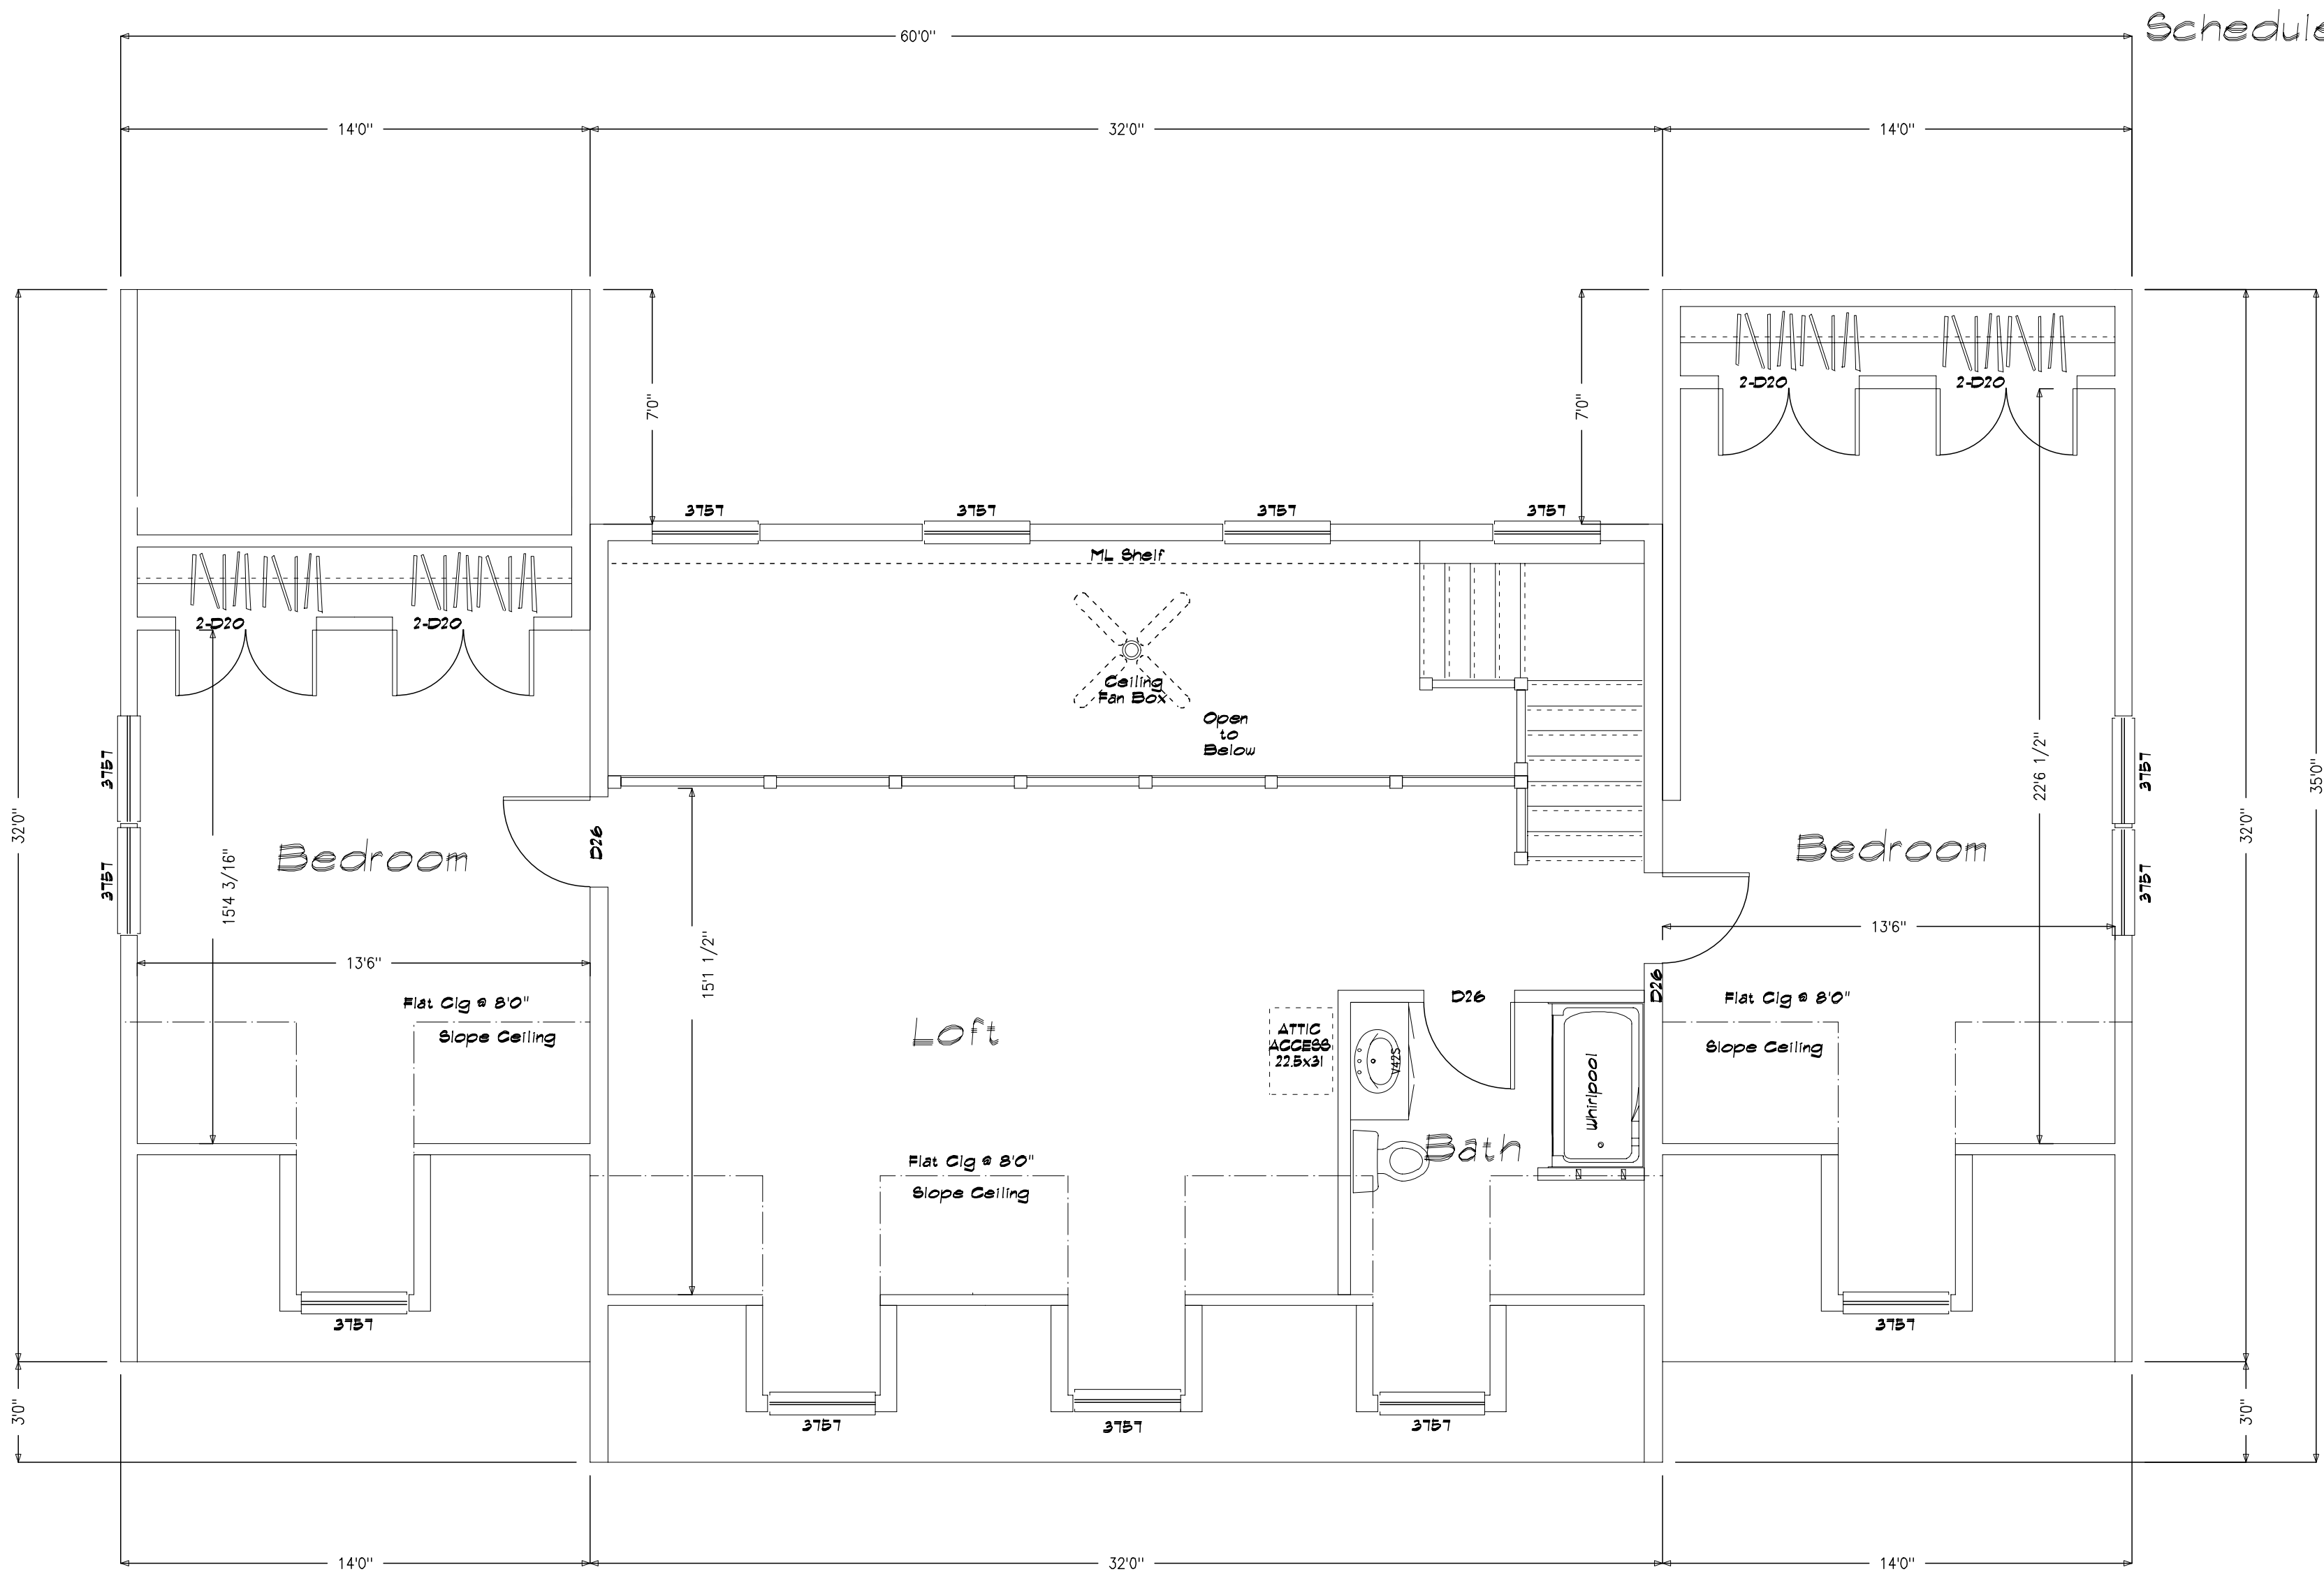 Schedule
60'0"
14'0"
32'0"
14'0"
7'0"
7'0"
2-D20
2-D20
3757
3757
3757
3757
ML Shelf
2-D20
2-D20
Ceiling
Fan Box
Open
to
Below
3757
3757
3757
3757
32'0"
32'0"
35'0"
22'6 1/2"
D26
Bedroom
Bedroom
15'4 3/16"
15'1 1/2"
13'6"
13'6"
Flat Clg @ 8'0"
Slope Ceiling
D26
D26
Flat Clg @ 8'0"
Slope Ceiling
Loft
ATTIC
ACCESS
22.5x31
V42S
Whirlpool
Bath
Flat Clg @ 8'0"
Slope Ceiling
3757
3757
3'0"
3'0"
3757
3757
3757
14'0"
32'0"
14'0"